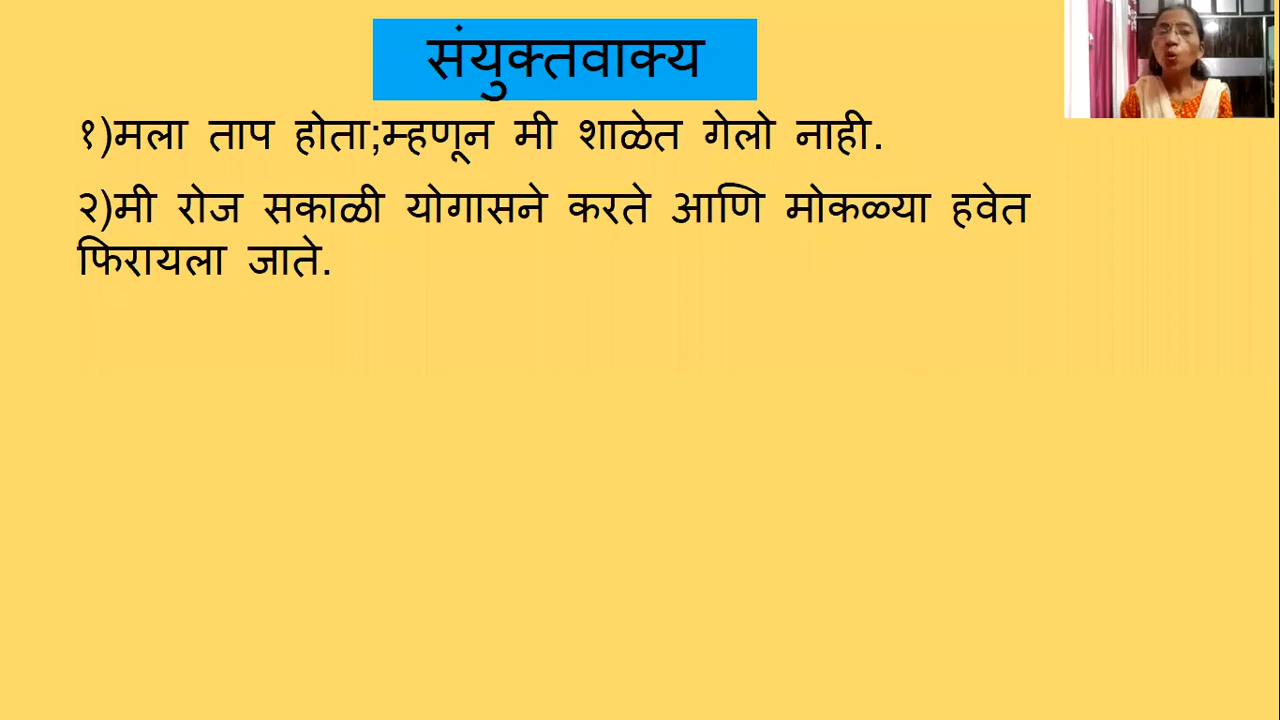 संयुक्तवाक्य
१)मला ताप होता;म्हणून मी शाळेत गेलो नाही.
२)मी रोज सकाळी योगासने करते आणि मोकळ्या हवेत
फिरायला जाते.